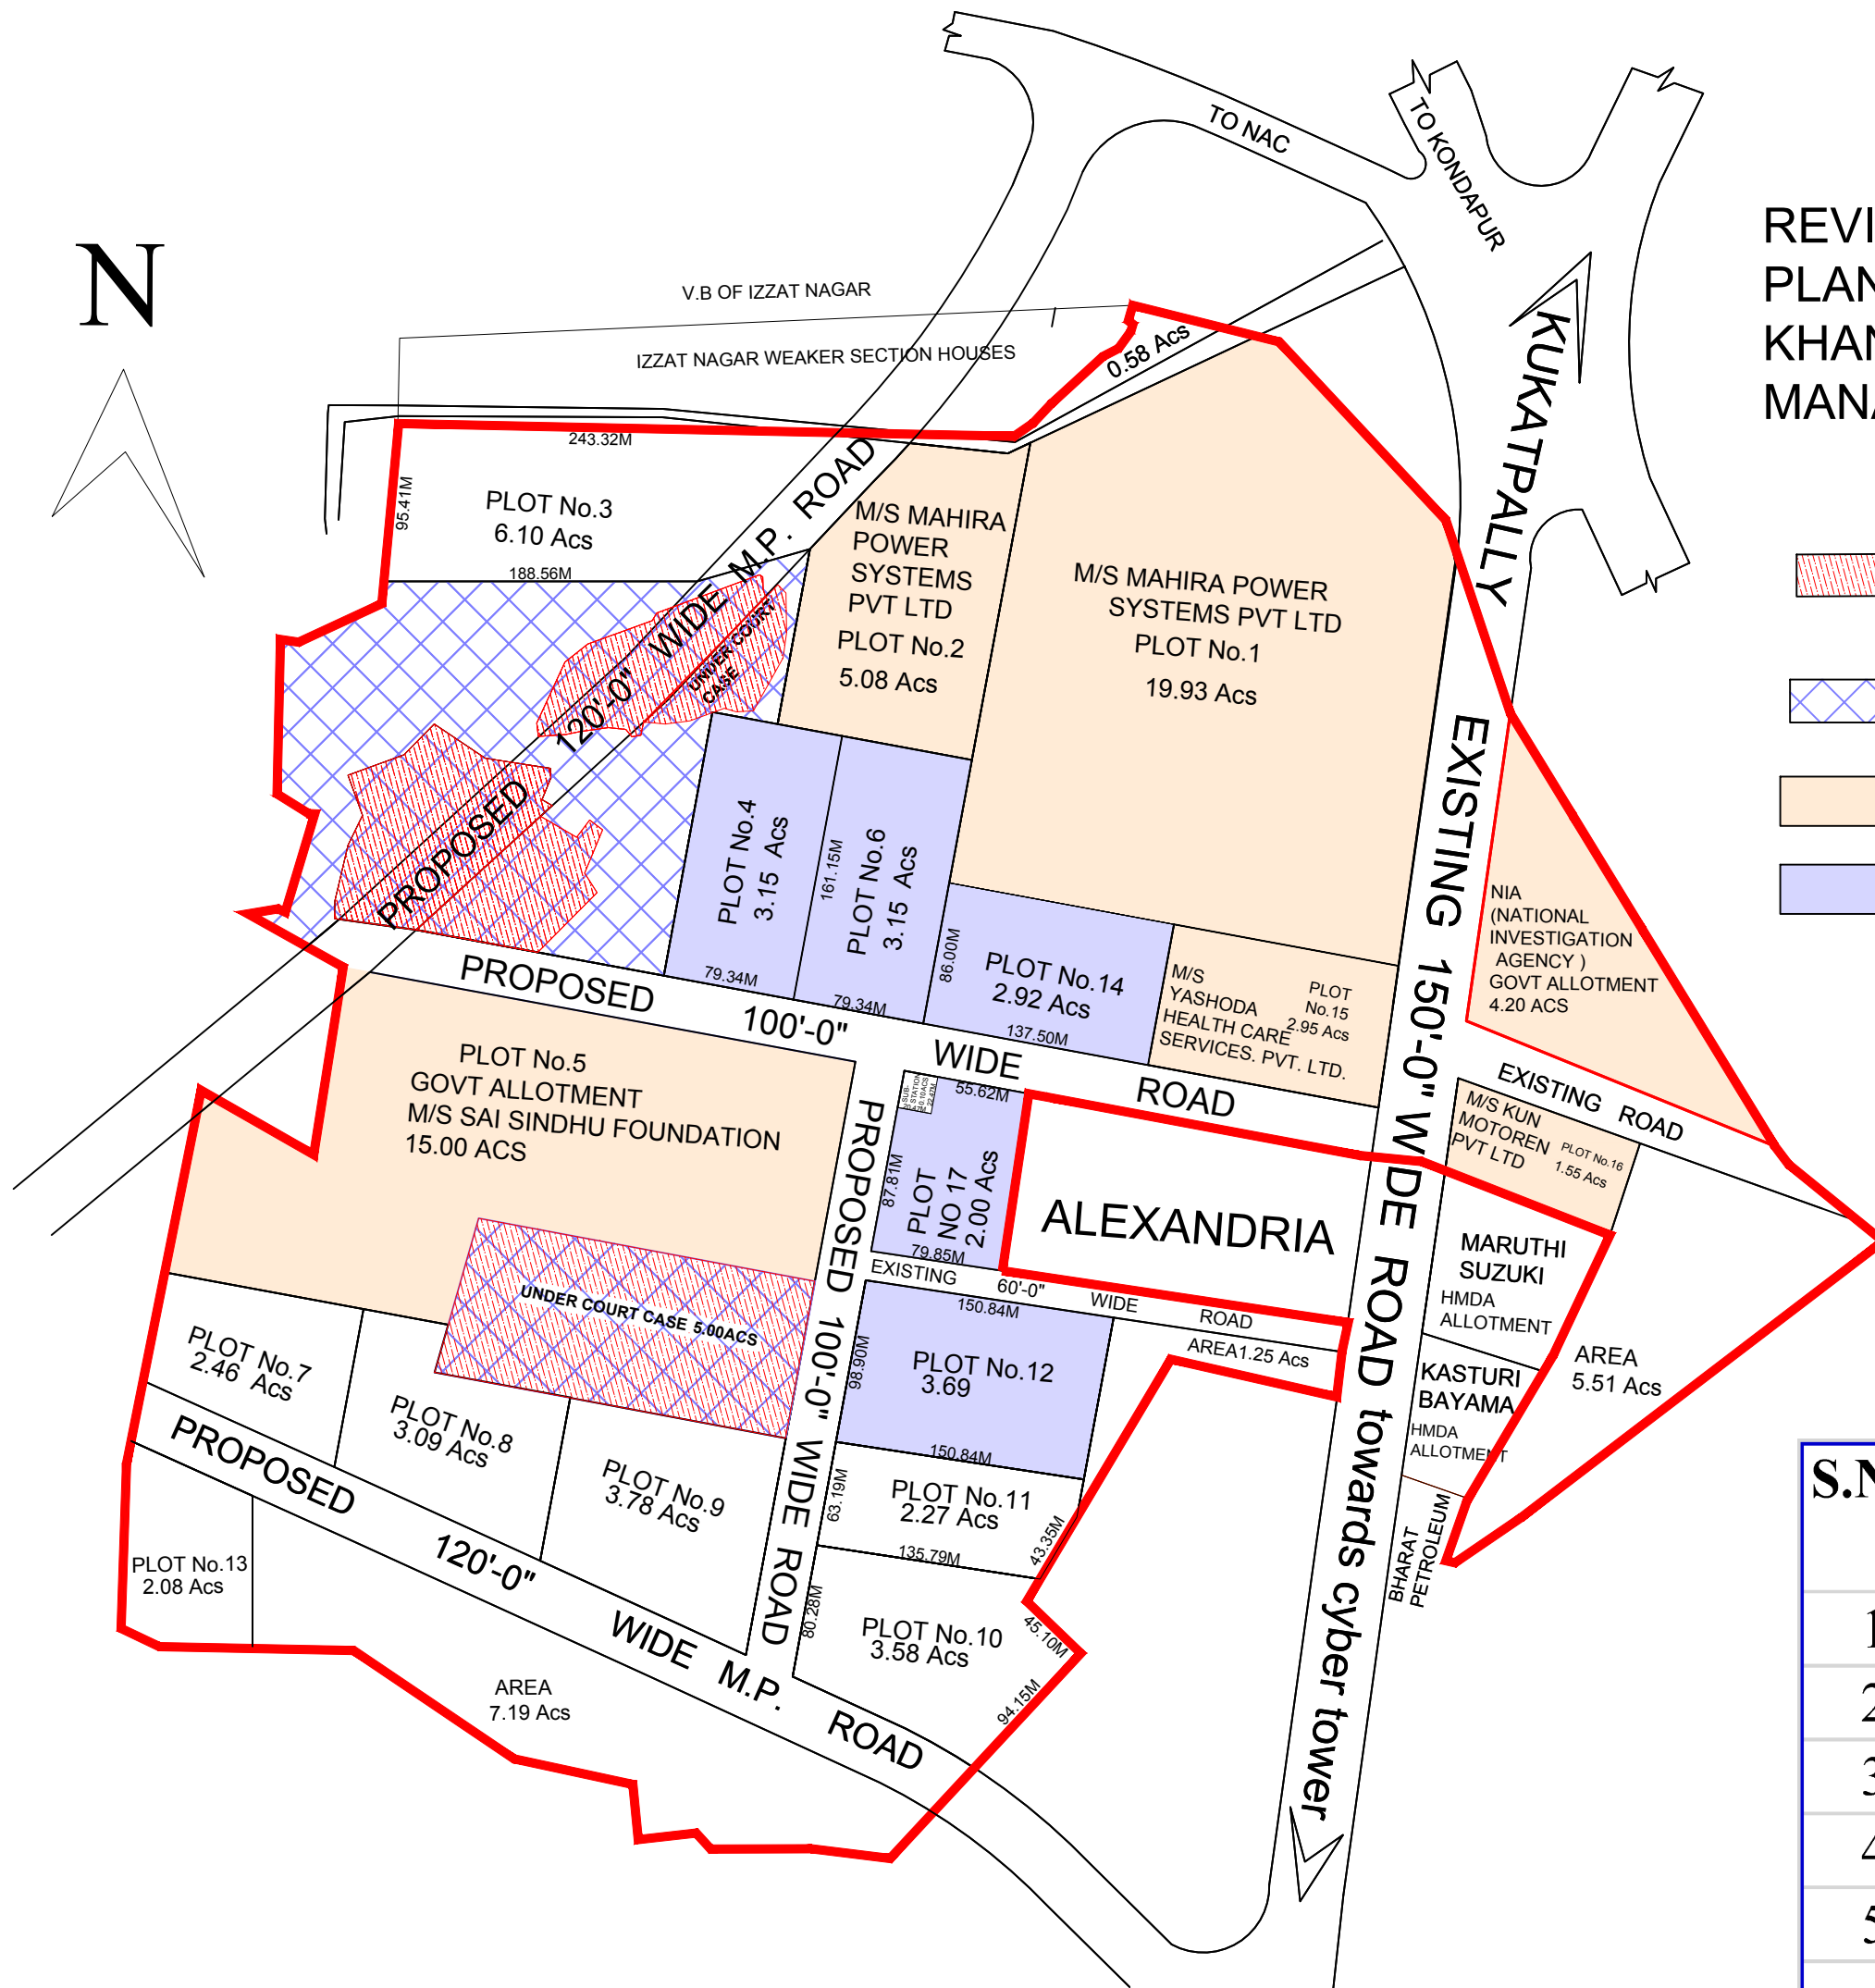 TO NAC
TO KONDAPUR
N
REVI
PLAN
KHAN
MANA
V.B OF IZZAT NAGAR
IZZAT NAGAR WEAKER SECTION HOUSES
0.58 Acs
KUKATPALLY
243.32M
95.41M
PLOT No.3
6.10 Acs
188.56M
PROPOSED 120'-0" WIDE M.P. ROAD
UNDER COURT
CASE
M/S MAHIRA
POWER
SYSTEMS
PVT LTD
PLOT No.2
5.08 Acs
M/S MAHIRA POWER
SYSTEMS PVT LTD
PLOT No.1
19.93 Acs
PLOT No.4
3.15 Acs
79.34M
161.15M
PLOT No.6
3.15 Acs
79.34M
86.00M
PLOT No.14
2.92 Acs
137.50M
M/S
YASHODA
HEALTH CARE
SERVICES. PVT. LTD.
PLOT
No.15
2.95 Acs
NIA
(NATIONAL
INVESTIGATION
AGENCY )
GOVT ALLOTMENT
4.20 ACS
EXISTING 150'-0" WIDE ROAD towards cyber tower
PROPOSED 100'-0" WIDE ROAD
EXISTING ROAD
PLOT No.5
GOVT ALLOTMENT
M/S SAI SINDHU FOUNDATION
15.00 ACS
UNDER COURT CASE 5.00ACS
PROPOSED 100'-0" WIDE ROAD
SUB-
STATION
55.62M
87.81M
PLOT
NO 17
2.00 Acs
79.85M
ALEXANDRIA
M/S KUN
MOTOREN
PVT LTD
PLOT No.16
1.55 Acs
MARUTHI
SUZUKI
HMDA
ALLOTMENT
KASTURI
BAYAMA
HMDA
ALLOTMENT
AREA
5.51 Acs
BHARAT
PETROLEUM
EXISTING 60'-0" WIDE ROAD
AREA1.25 Acs
150.84M
98.90M
PLOT No.12
3.69
150.84M
63.19M
PLOT No.11
2.27 Acs
135.79M
43.35M
80.28M
PLOT No.10
3.58 Acs
45.10M
94.15M
PLOT No.7
2.46 Acs
PLOT No.8
3.09 Acs
PLOT No.9
3.78 Acs
PROPOSED 120'-0" WIDE M.P. ROAD
PLOT No.13
2.08 Acs
AREA
7.19 Acs
S.N
1
2
3
4
5